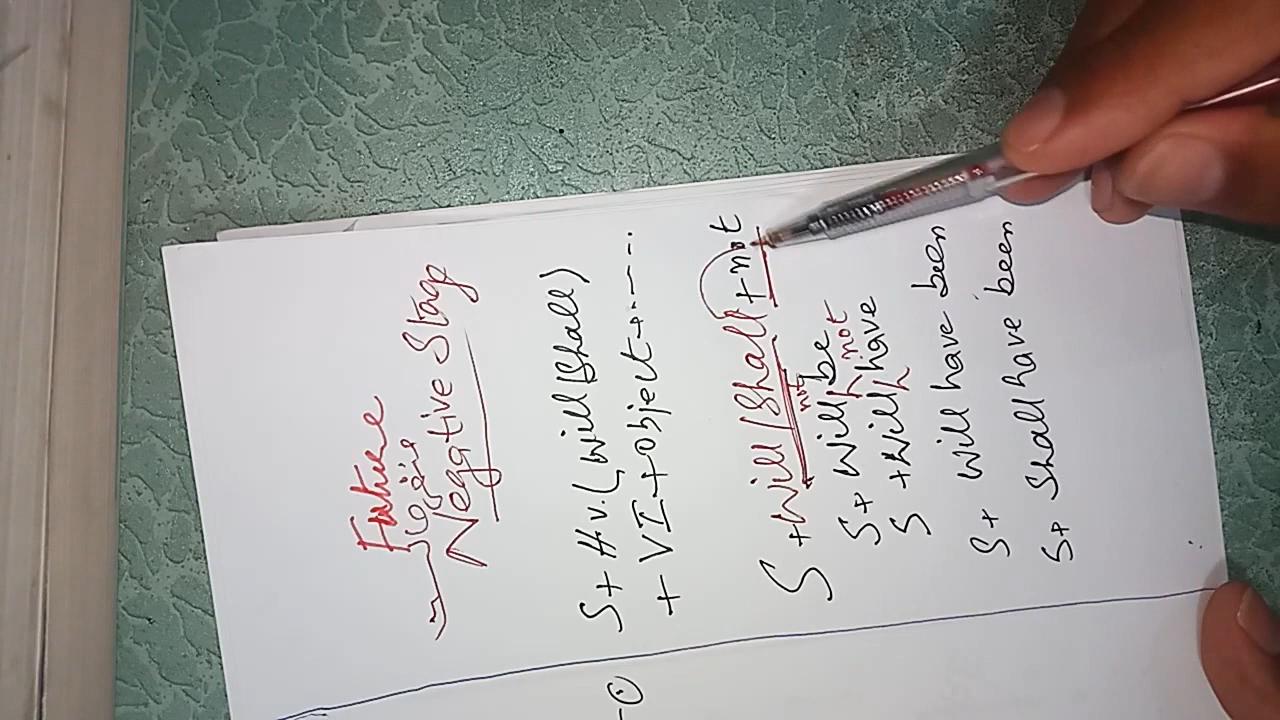 Future
Negative Stage
S + H.V. (will/Shall)
+ VI + Object + ......
S + will/Shall + not
S + will not be
S + will not have
S + will have been
S + Shall have been